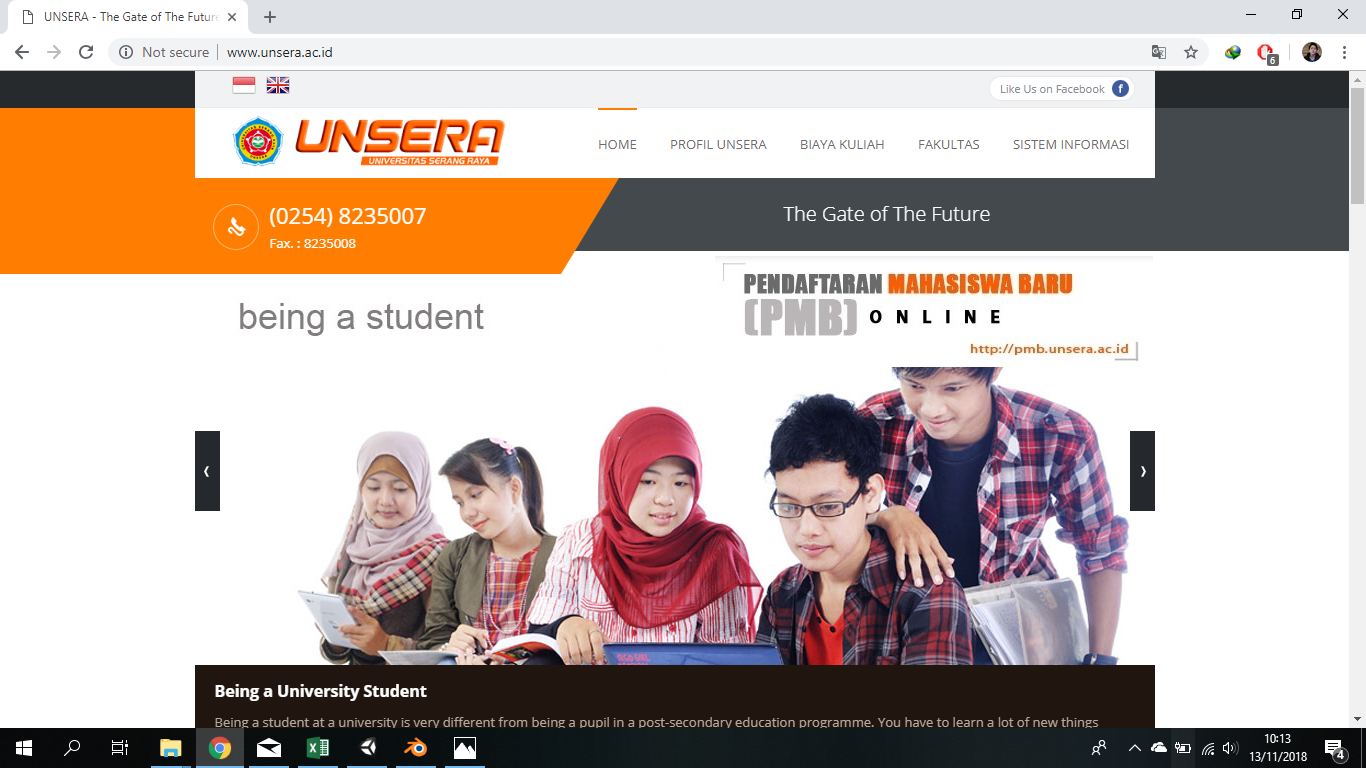 UNSERA - The Gate of The Future
Not secure
www.unsera.ac.id
6
Like Us on Facebook
f
UNSERA
UNIVERSITAS SERANG RAYA
HOME
PROFIL UNSERA
BIAYA KULIAH
FAKULTAS
SISTEM INFORMASI
(0254) 8235007
Fax. : 8235008
The Gate of The Future
being a student
PENDAFTARAN MAHASISWA BARU
(PMB) ONLINE
http://pmb.unsera.ac.id
Being a University Student
Being a student at a university is very different from being a pupil in a post-secondary education programme. You have to learn a lot of new things
10:13
13/11/2018
4